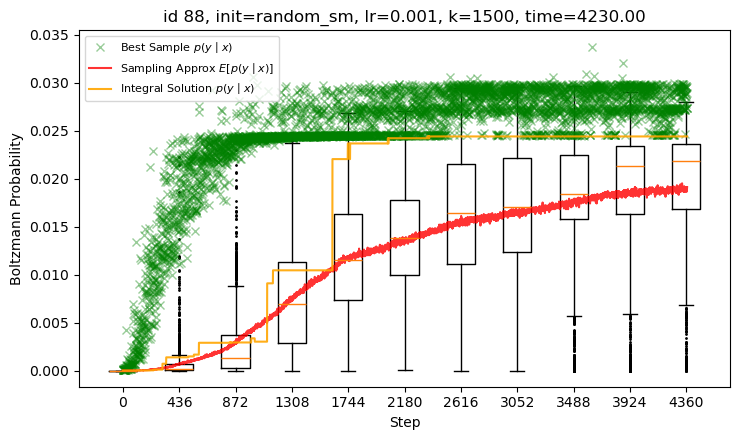 id 88, init=random_sm, lr=0.001, k=1500, time=4230.00
Best Sample p(y | x)
Sampling Approx E[p(y | x)]
Integral Solution p(y | x)
Boltzmann Probability
0.035
0.030
0.025
0.020
0.015
0.010
0.005
0.000
0 436 872 1308 1744 2180 2616 3052 3488 3924 4360
Step